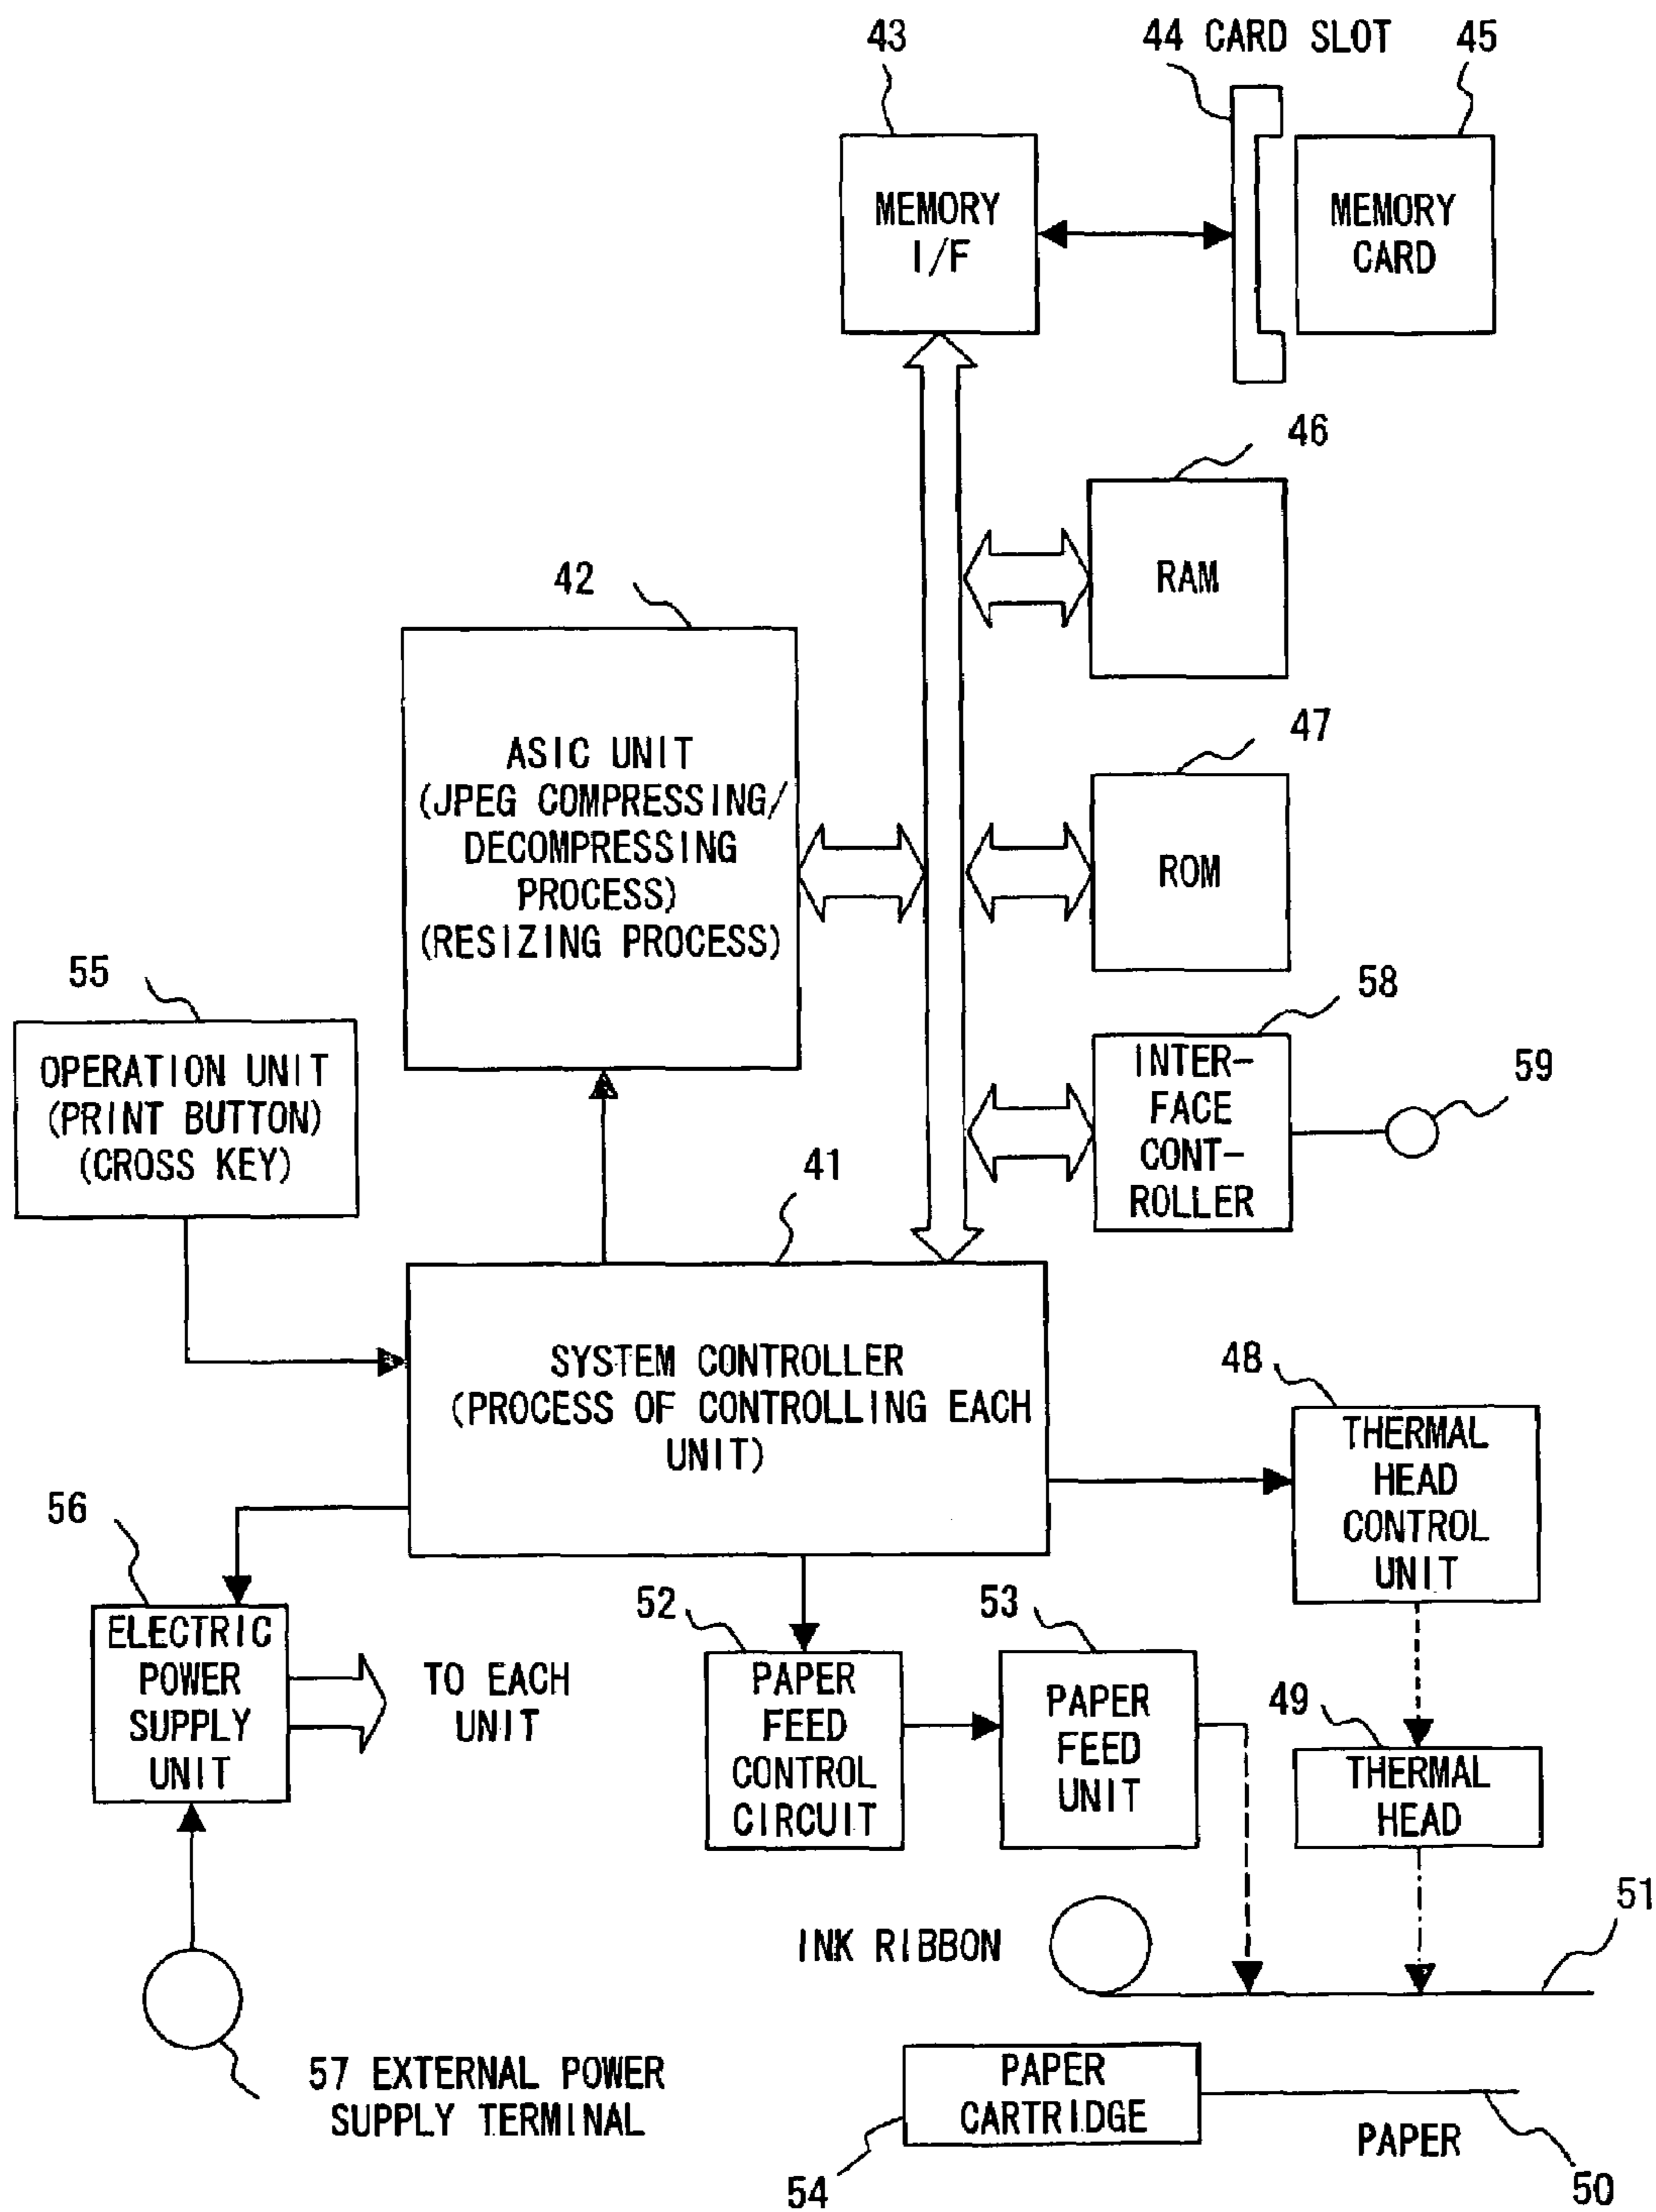 43
44 CARD SLOT
45
MEMORY
I/F
MEMORY
CARD
46
RAM
42
ASIC UNIT
(JPEG COMPRESSING/
DECOMPRESSING
PROCESS)
(RESIZING PROCESS)
47
ROM
55
OPERATION UNIT
(PRINT BUTTON)
(CROSS KEY)
58
INTER-
FACE
CONT-
ROLLER
59
41
SYSTEM CONTROLLER
(PROCESS OF CONTROLLING EACH
UNIT)
48
THERMAL
HEAD
CONTROL
UNIT
56
ELECTRIC
POWER
SUPPLY
UNIT
TO EACH
UNIT
52
PAPER
FEED
CONTROL
CIRCUIT
53
PAPER
FEED
UNIT
49
THERMAL
HEAD
INK RIBBON
51
57 EXTERNAL POWER
SUPPLY TERMINAL
PAPER
CARTRIDGE
54
PAPER
50